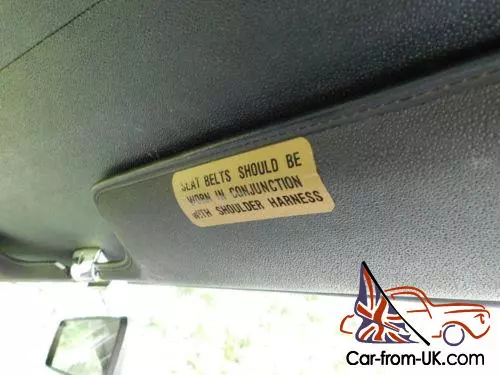 SEAT BELTS SHOULD BE
WORN IN CONJUNCTION
WITH SHOULDER HARNESS
Car-from-UK.com